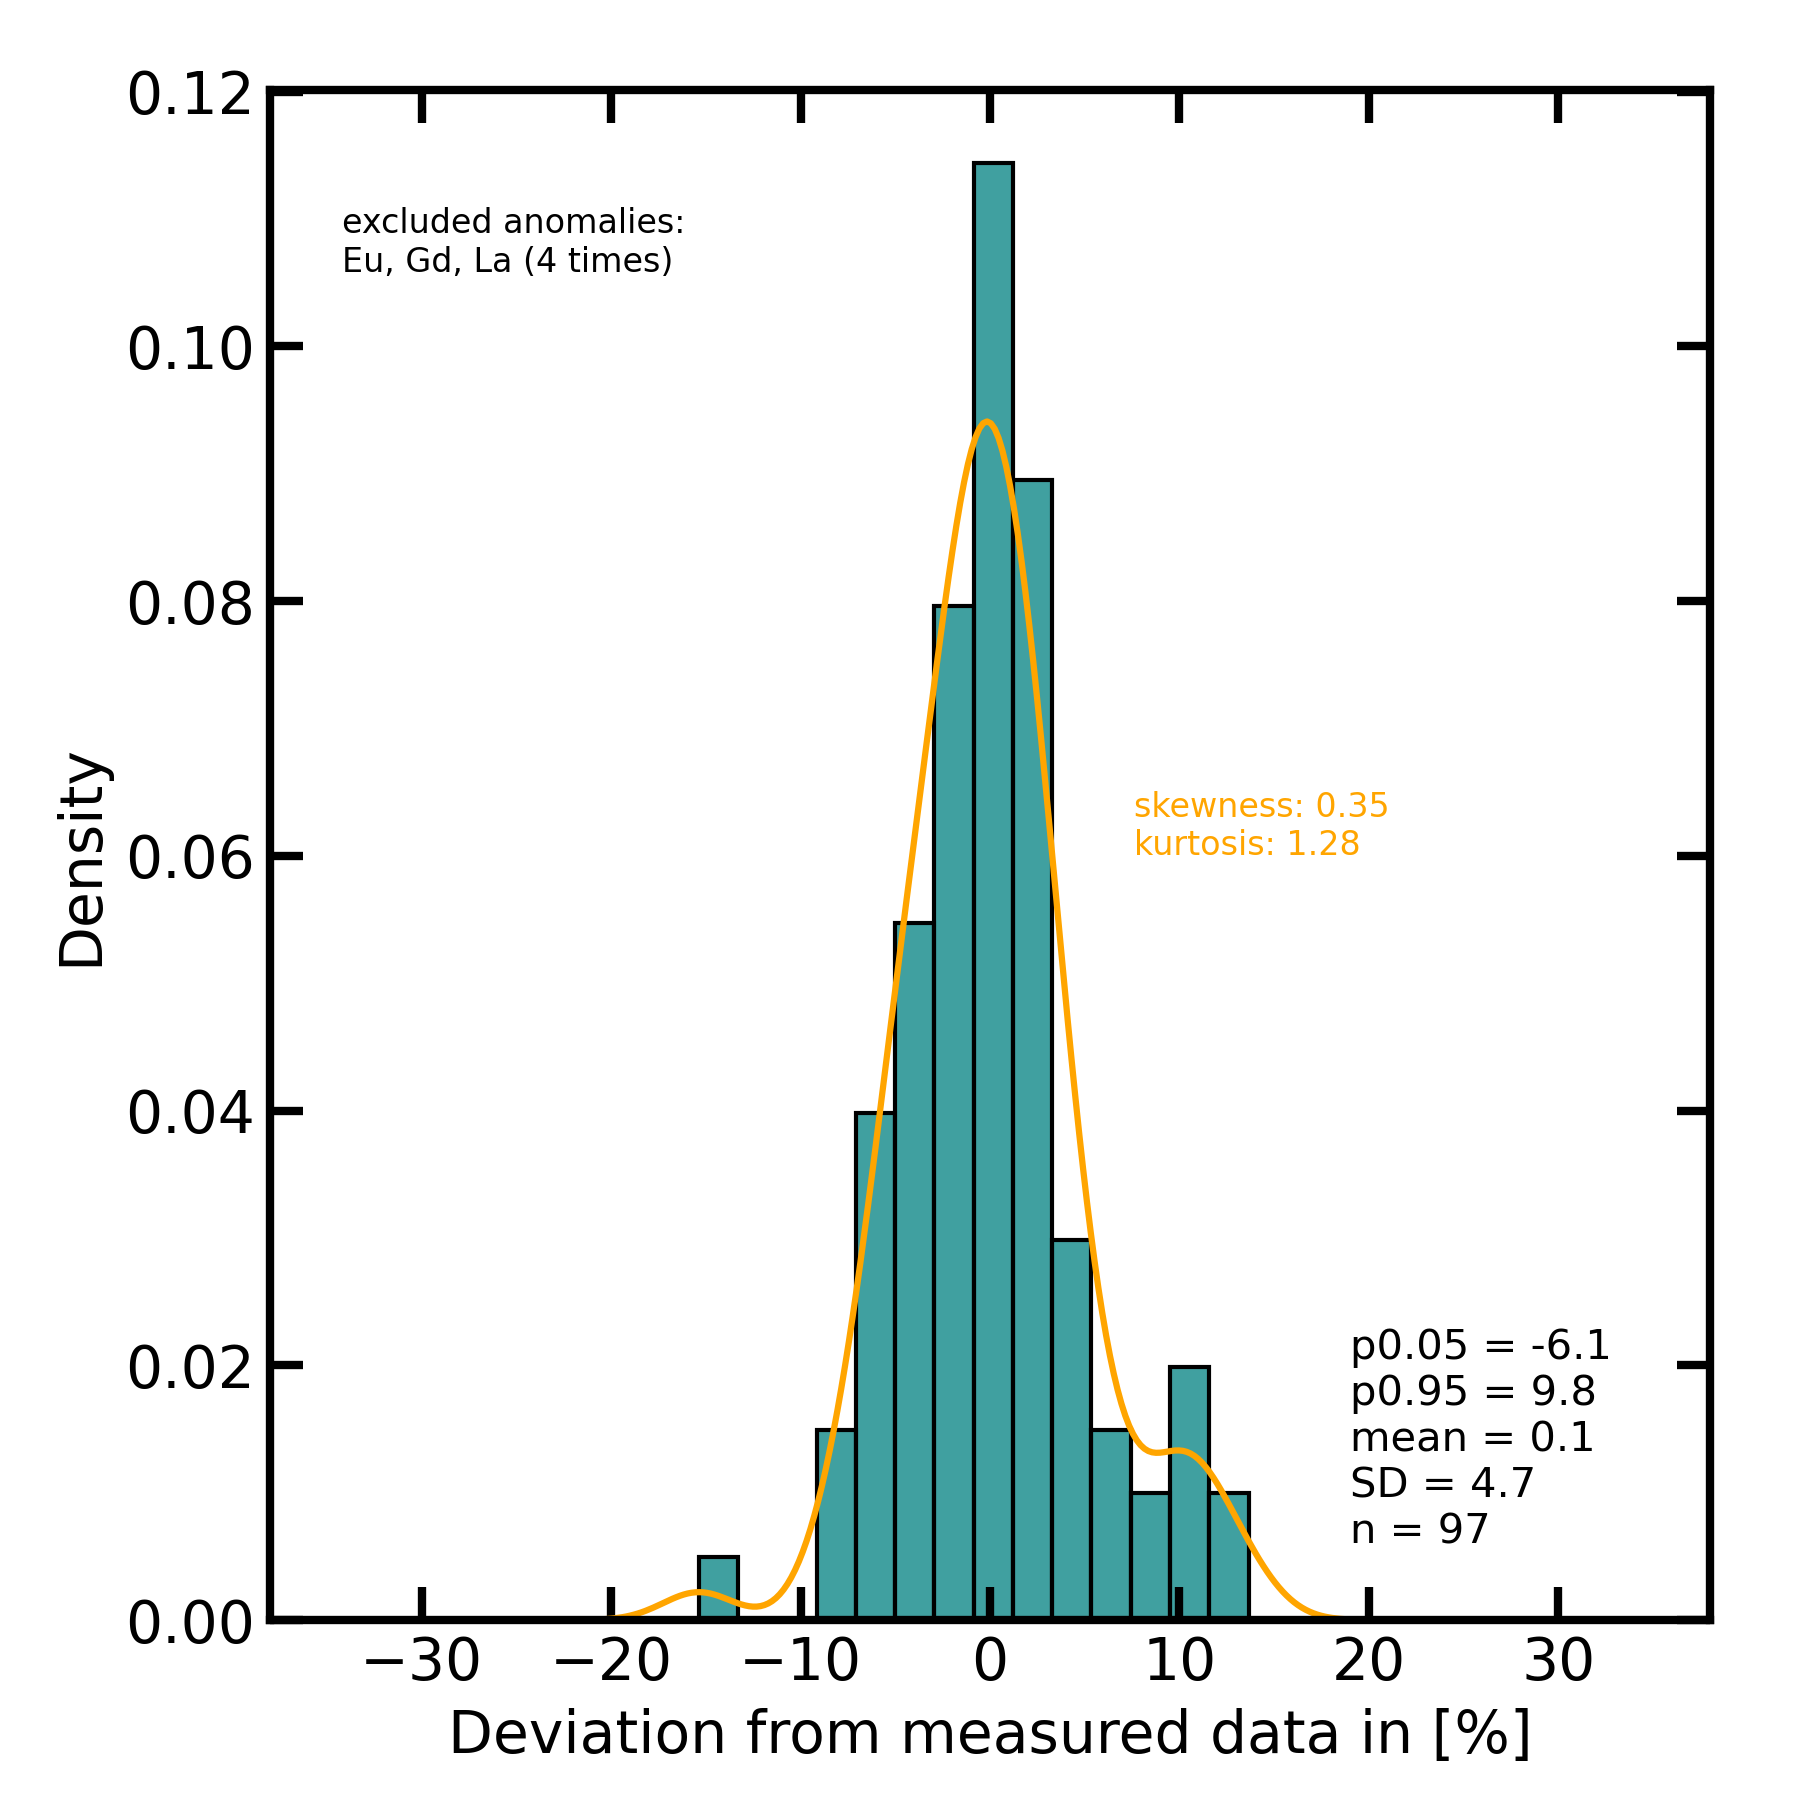 0.12
0.10
0.08
0.06
0.04
0.02
0.00
Density
excluded anomalies:
Eu, Gd, La (4 times)
skewness: 0.35
kurtosis: 1.28
p0.05 = -6.1
p0.95 = 9.8
mean = 0.1
SD = 4.7
n = 97
−30 −20 −10 0 10 20 30
Deviation from measured data in [%]